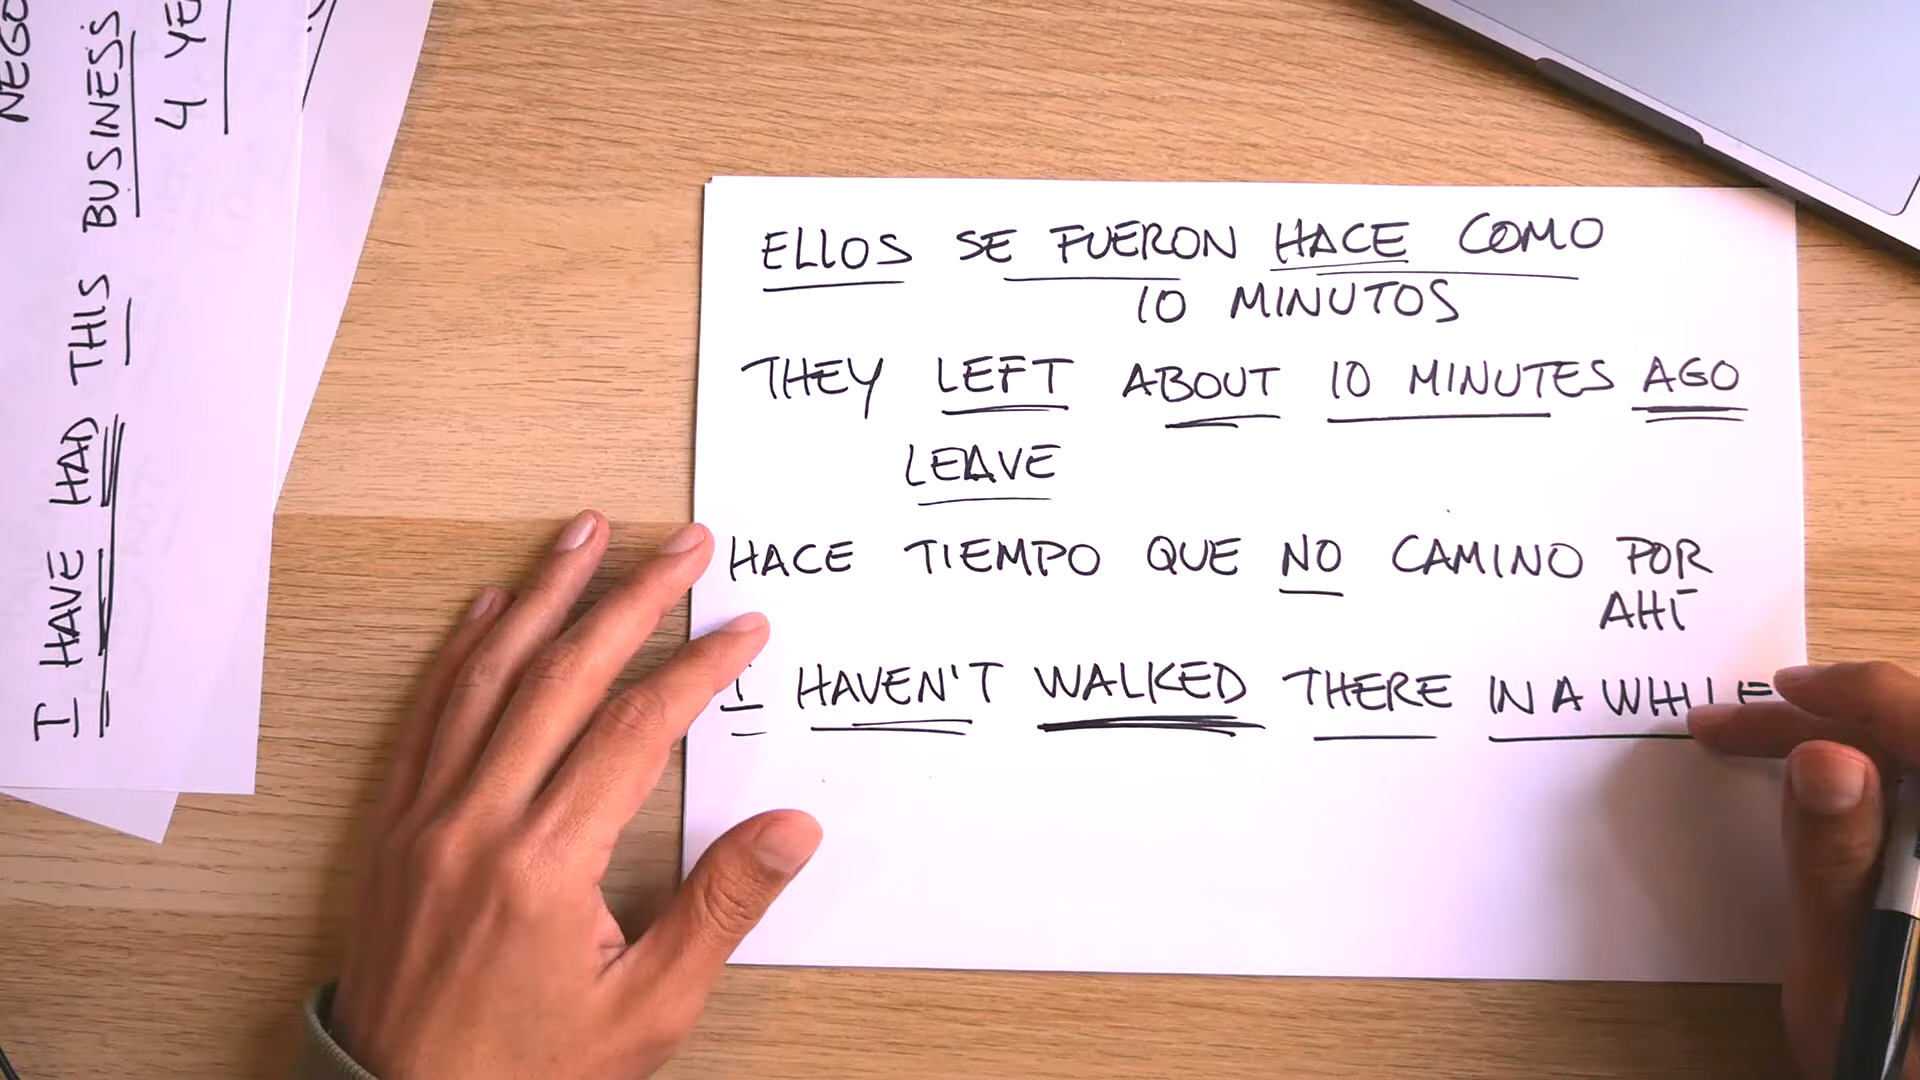 ELLOS SE FUERON HACE COMO
10 MINUTOS
THEY LEFT ABOUT 10 MINUTES AGO
LEAVE
HACE TIEMPO QUE NO CAMINO POR
AHÍ
I HAVEN'T WALKED THERE IN A WHILE
I HAVE HAD THIS BUSINESS
4